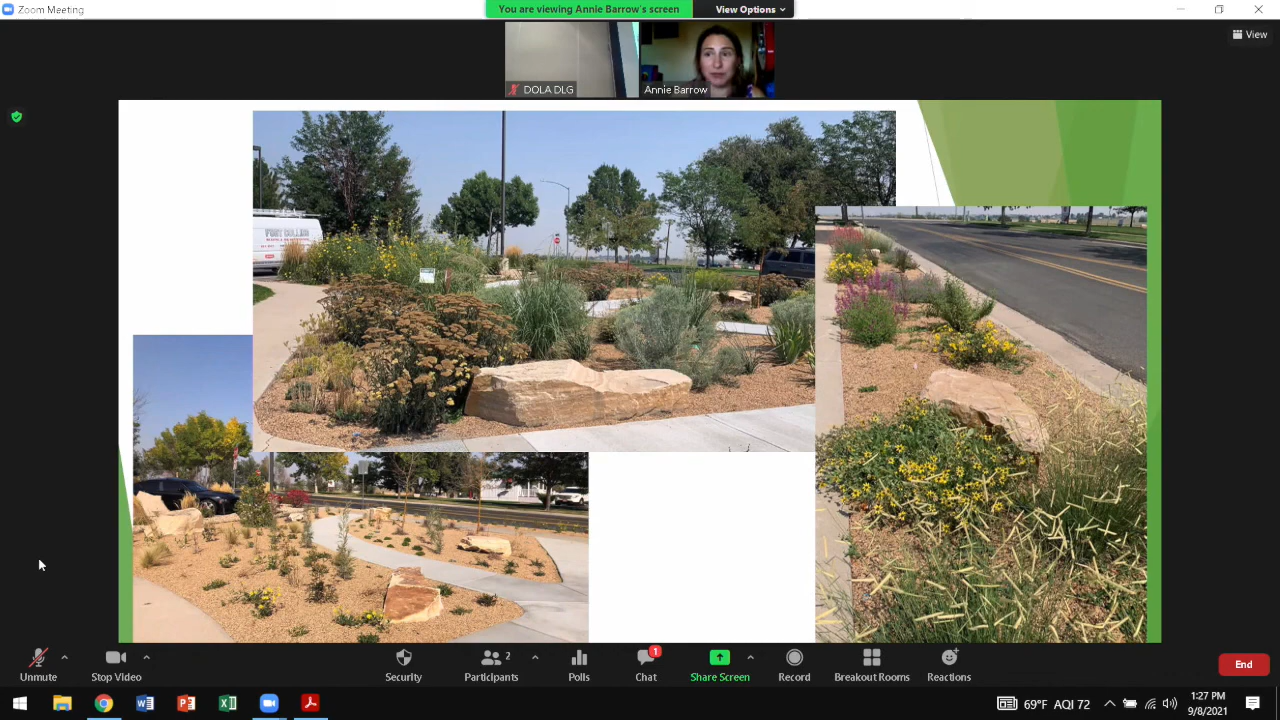 Zoom Meeting
You are viewing Annie Barrow's screen
View Options
View
DOLA DLG
Annie Barrow
FORT COLLINS
Unmute
Stop Video
Security
2
Participants
Polls
1
Chat
Share Screen
Record
Breakout Rooms
Reactions
End
69°F AQI 72
1:27 PM
9/8/2021